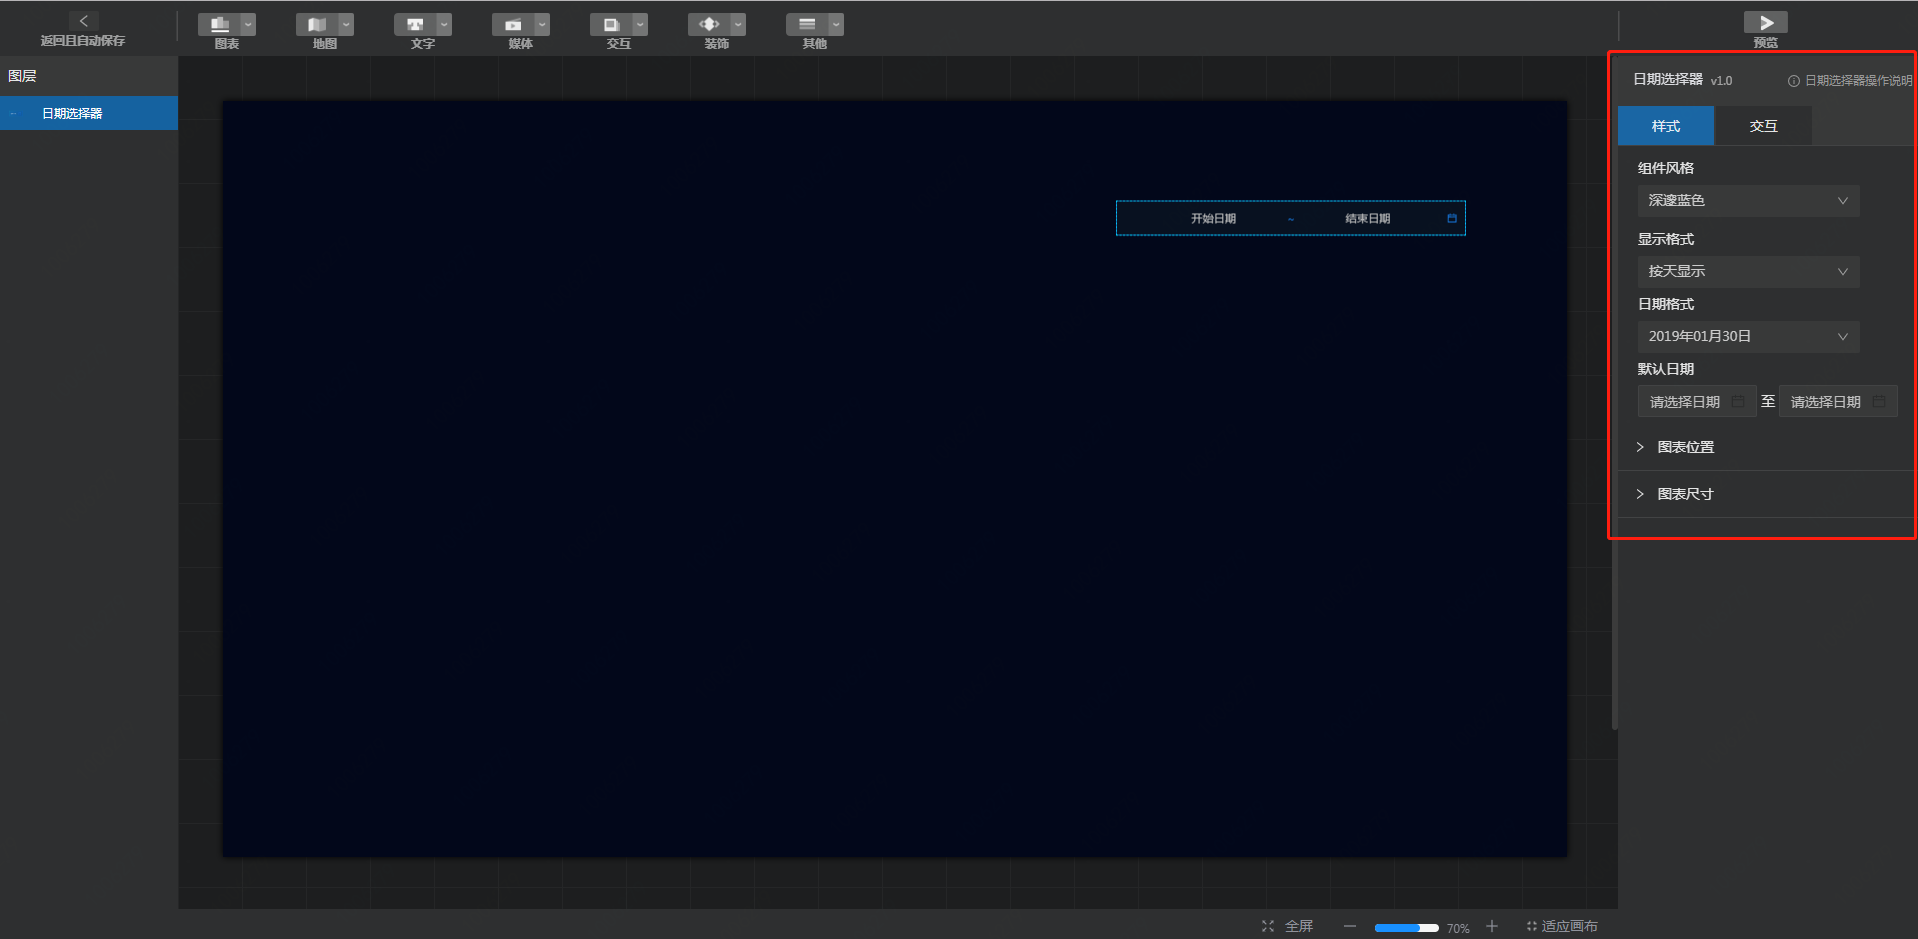 返回且自动保存
图表
地图
文字
媒体
交互
装饰
其他
预览
图层
日期选择器
开始日期 ~ 结束日期
日期选择器 v1.0 日期选择器操作说明
样式 交互
组件风格
深邃蓝色
显示格式
按天显示
日期格式
2019年01月30日
默认日期
请选择日期 至 请选择日期
图表位置
图表尺寸
全屏 70% 适应画布